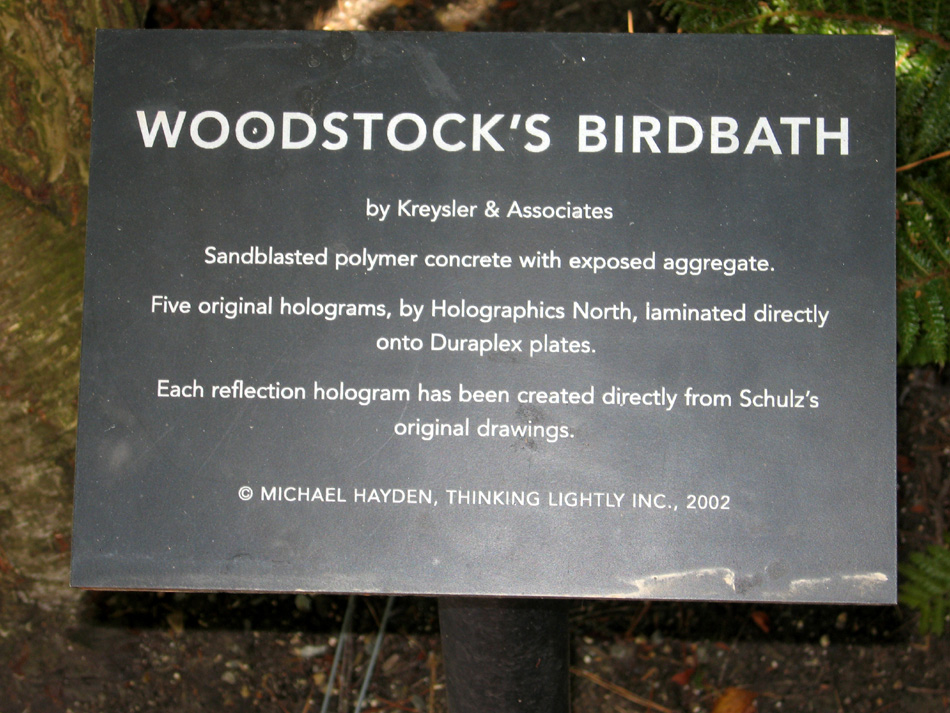 WOODSTOCK'S BIRDBATH
by Kreysler & Associates
Sandblasted polymer concrete with exposed aggregate.
Five original holograms, by Holographics North, laminated directly
onto Duraplex plates.
Each reflection hologram has been created directly from Schulz's
original drawings.
© MICHAEL HAYDEN, THINKING LIGHTLY INC., 2002